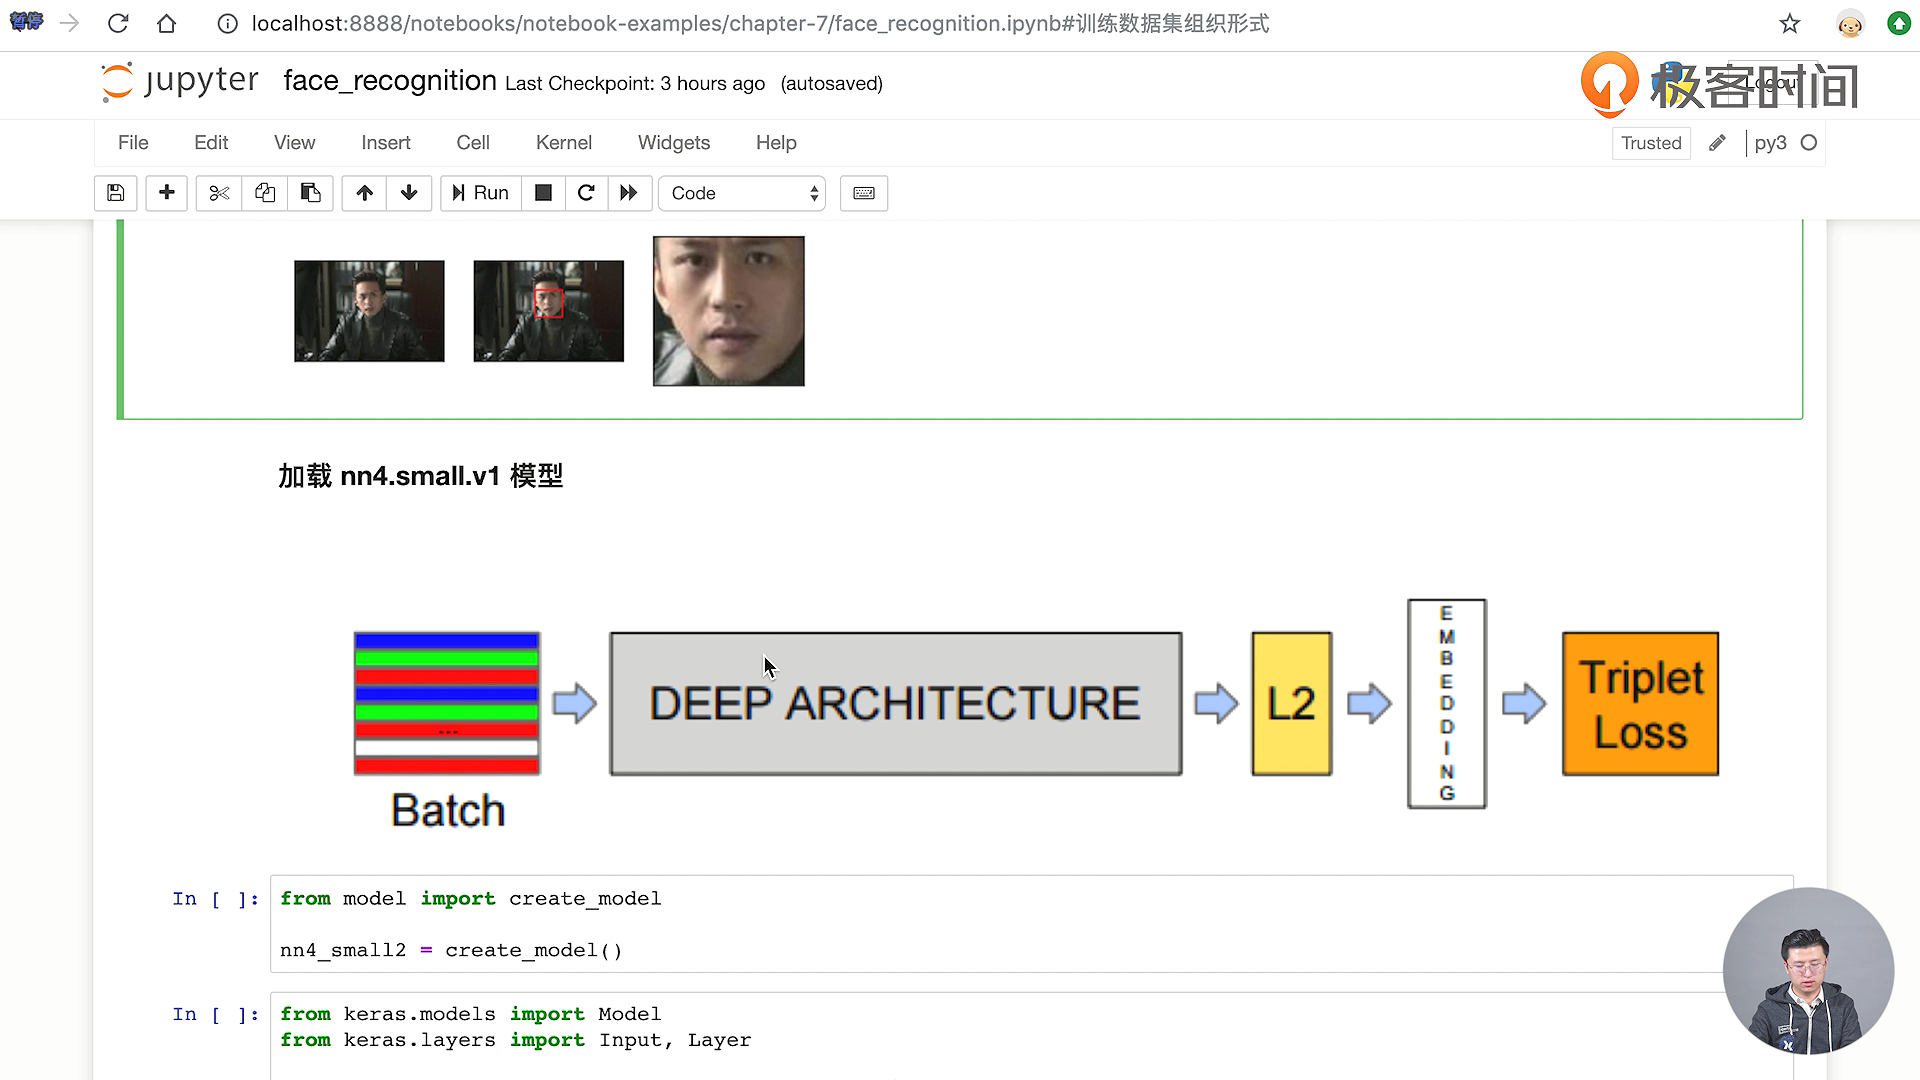 暂停
localhost:8888/notebooks/notebook-examples/chapter-7/face_recognition.ipynb#训练数据集组织形式
jupyter face_recognition Last Checkpoint: 3 hours ago (autosaved)
极客时间
Logout
File Edit View Insert Cell Kernel Widgets Help
Trusted py3
Run Code
加载 nn4.small.v1 模型
...
Batch
DEEP ARCHITECTURE
L2
EMBEDDING
Triplet
Loss
In [ ]: from model import create_model
nn4_small2 = create_model()
In [ ]: from keras.models import Model
from keras.layers import Input, Layer